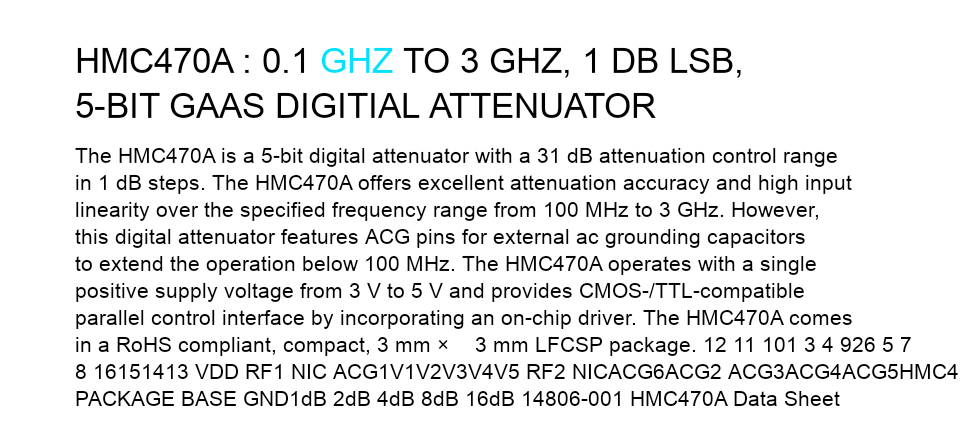 HMC470A : 0.1 GHZ TO 3 GHZ, 1 DB LSB,
5-BIT GAAS DIGITIAL ATTENUATOR
The HMC470A is a 5-bit digital attenuator with a 31 dB attenuation control range
in 1 dB steps. The HMC470A offers excellent attenuation accuracy and high input
linearity over the specified frequency range from 100 MHz to 3 GHz. However,
this digital attenuator features ACG pins for external ac grounding capacitors
to extend the operation below 100 MHz. The HMC470A operates with a single
positive supply voltage from 3 V to 5 V and provides CMOS-/TTL-compatible
parallel control interface by incorporating an on-chip driver. The HMC470A comes
in a RoHS compliant, compact, 3 mm × 3 mm LFCSP package. 12 11 101 3 4 926 5 7
8 16151413 VDD RF1 NIC ACG1V1V2V3V4V5 RF2 NICACG6ACG2 ACG3ACG4ACG5HMC4
PACKAGE BASE GND1dB 2dB 4dB 8dB 16dB 14806-001 HMC470A Data Sheet